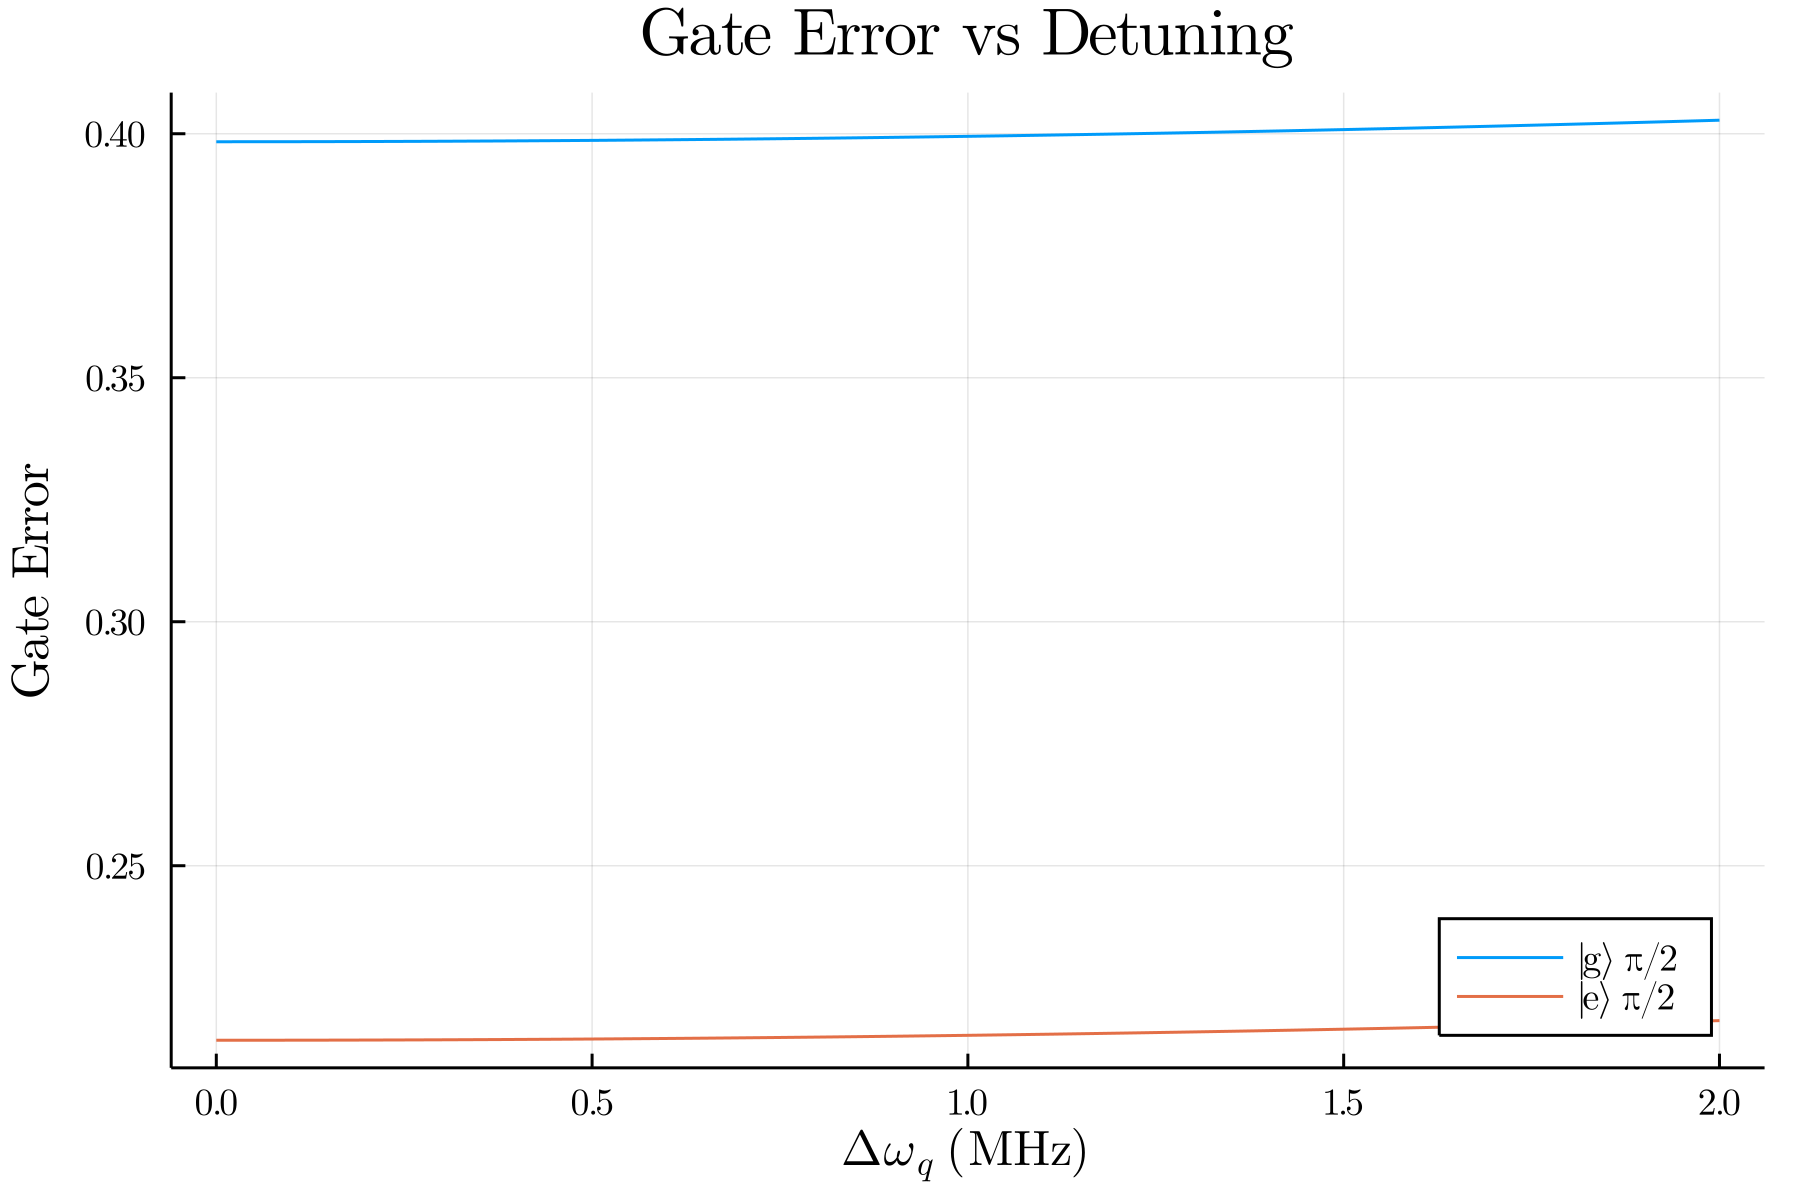 Gate Error vs Detuning
0.40
0.35
0.30
0.25
Gate Error
|g⟩ π/2
|e⟩ π/2
0.0 0.5 1.0 1.5 2.0
Δω_q (MHz)